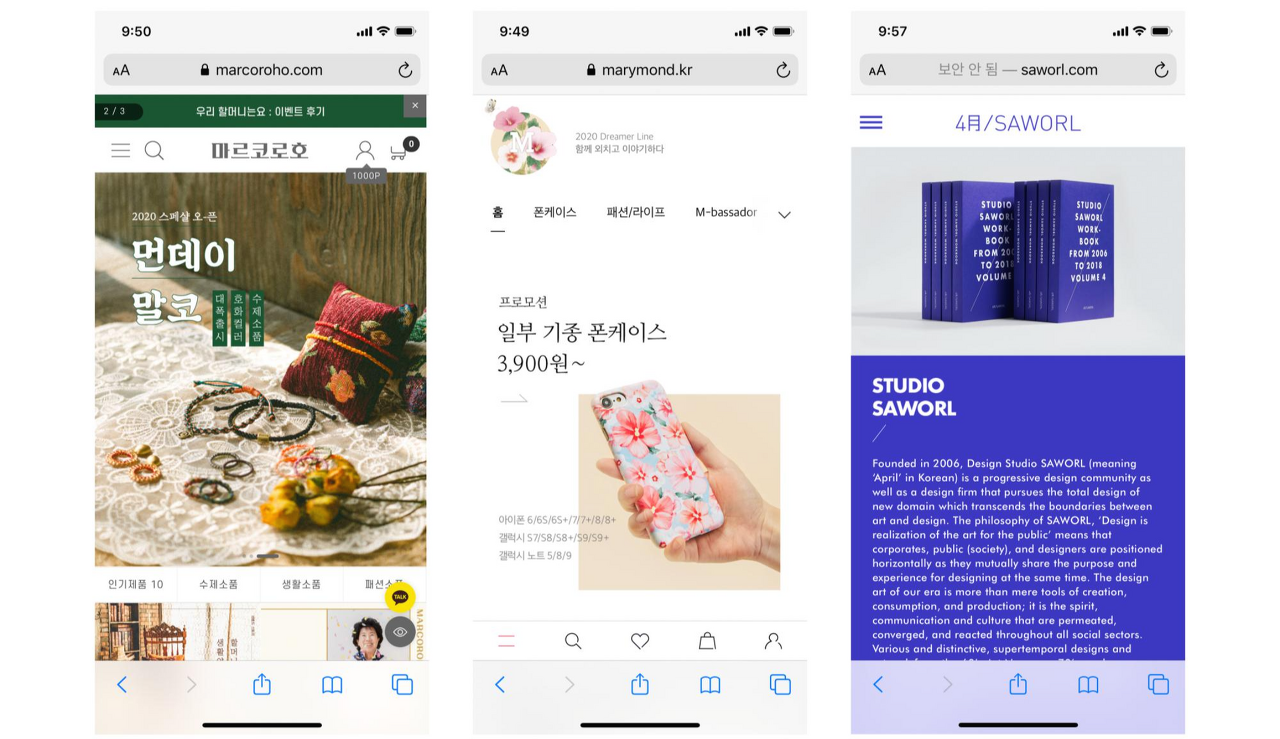 9:50
AA marcoroho.com
2 / 3 우리 할머니는요 : 이벤트 후기 ×
마르코로호 0
1000P
2020 스페샬 오-픈
먼데이
말코
대폭출시
호화컬러
수제소품
인기제품 10 수제소품 생활소품 패션소품
TALK
MARCORO
9:49
AA marymond.kr
M.
2020 Dreamer Line
함께 외치고 이야기하다
홈 폰케이스 패션/라이프 M-bassador
프로모션
일부 기종 폰케이스
3,900원~
아이폰 6/6S/6S+/7/7+/8/8+
갤럭시 S7/S8/S8+/S9/S9+
갤럭시 노트 5/8/9
9:57
AA 보안 안 됨 — saworl.com
4月/SAWORL
STUDIO SAWORL WORKBOOK
STUDIO
SAWORL
WORK-
BOOK
FROM 200
TO 2018
STUDIO
SAWORL
WORK-
BOOK
FROM 2006
TO 2018
VOLUME 4
STUDIO
SAWORL
Founded in 2006, Design Studio SAWORL (meaning
‘April’ in Korean) is a progressive design community as
well as a design firm that pursues the total design of
new domain which transcends the boundaries between
art and design. The philosophy of SAWORL, ‘Design is
realization of the art for the public’ means that
corporates, public (society), and designers are positioned
horizontally as they mutually share the purpose and
experience for designing at the same time. The design
art of our era is more than mere tools of creation,
consumption, and production; it is the spirit,
communication and culture that are permeated,
converged, and reacted throughout all social sectors.
Various and distinctive, supertemporal designs and